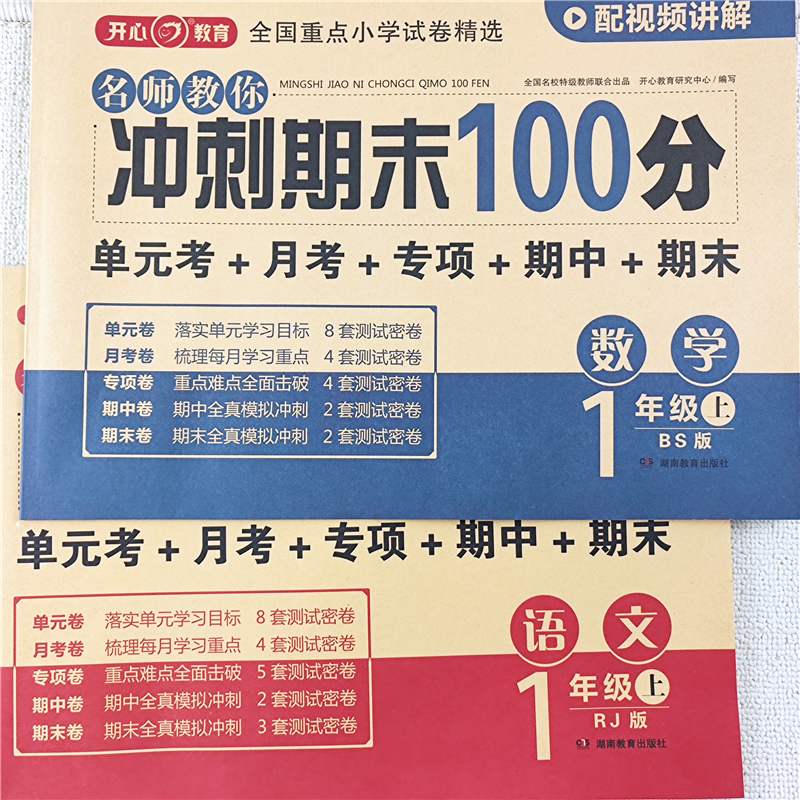 开心教育 全国重点小学试卷精选
配视频讲解
名师教你
MINGSHI JIAO NI CHONGCI QIMO 100 FEN
全国名校特级教师联合出品 开心教育研究中心/编写
冲刺期末100分
单元考+月考+专项+期中+期末
单元卷 落实单元学习目标 8套测试密卷
月考卷 梳理每月学习重点 4套测试密卷
专项卷 重点难点全面击破 4套测试密卷
期中卷 期中全真模拟冲刺 2套测试密卷
期末卷 期末全真模拟冲刺 2套测试密卷
数学
1年级上
BS版
湖南教育出版社
单元考+月考+专项+期中+期末
单元卷 落实单元学习目标 8套测试密卷
月考卷 梳理每月学习重点 4套测试密卷
专项卷 重点难点全面击破 5套测试密卷
期中卷 期中全真模拟冲刺 2套测试密卷
期末卷 期末全真模拟冲刺 3套测试密卷
语文
1年级上
RJ版
湖南教育出版社